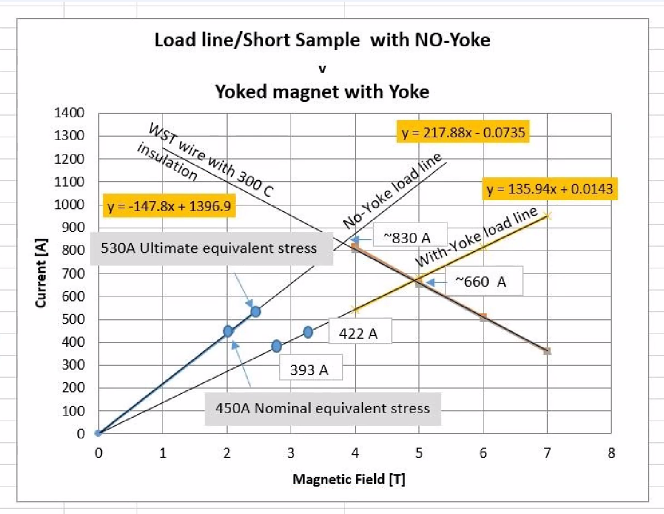 Load line/Short Sample with NO-Yoke
v
Yoked magnet with Yoke
1400
1300
1200
1100
1000
900
800
700
600
500
400
300
200
100
0
Current [A]
WST wire with 300 C
insulation
y = 217.88x - 0.0735
y = 135.94x + 0.0143
y = -147.8x + 1396.9
No-Yoke load line
With-Yoke load line
~830 A
~660 A
530A Ultimate equivalent stress
422 A
393 A
450A Nominal equivalent stress
0 1 2 3 4 5 6 7 8
Magnetic Field [T]